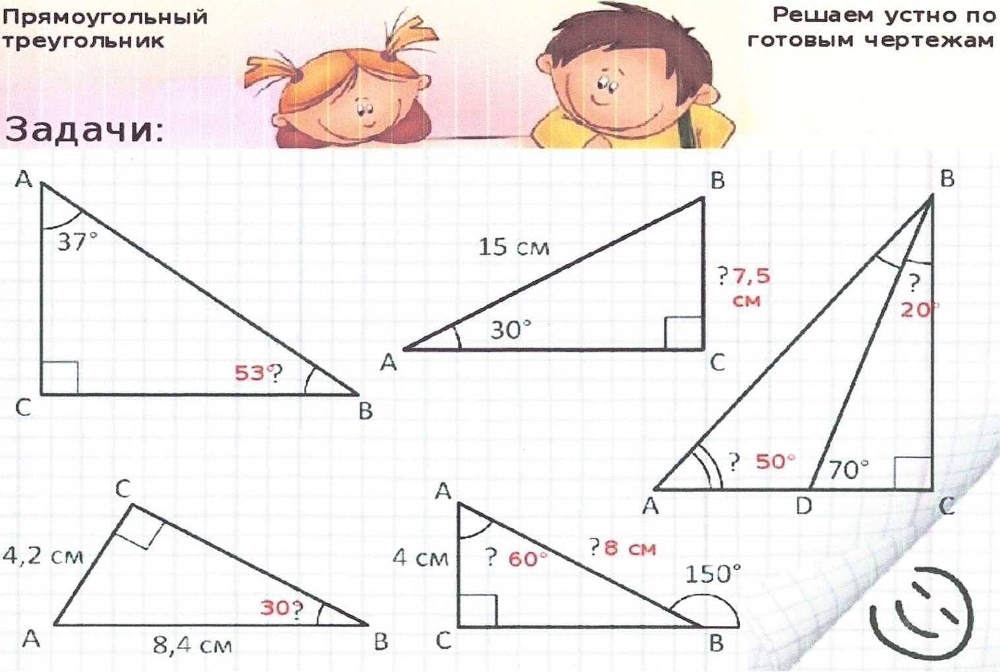 Прямоугольный
треугольник
Решаем устно по
готовым чертежам
Задачи:
A
37°
53°?
C
B
B
15 см
? 7,5
см
30°
A
C
B
?
20°
? 50°
70°
A
D
C
C
4,2 см
30?
A
8,4 см
B
A
4 см
? 60°
? 8 см
150°
C
B